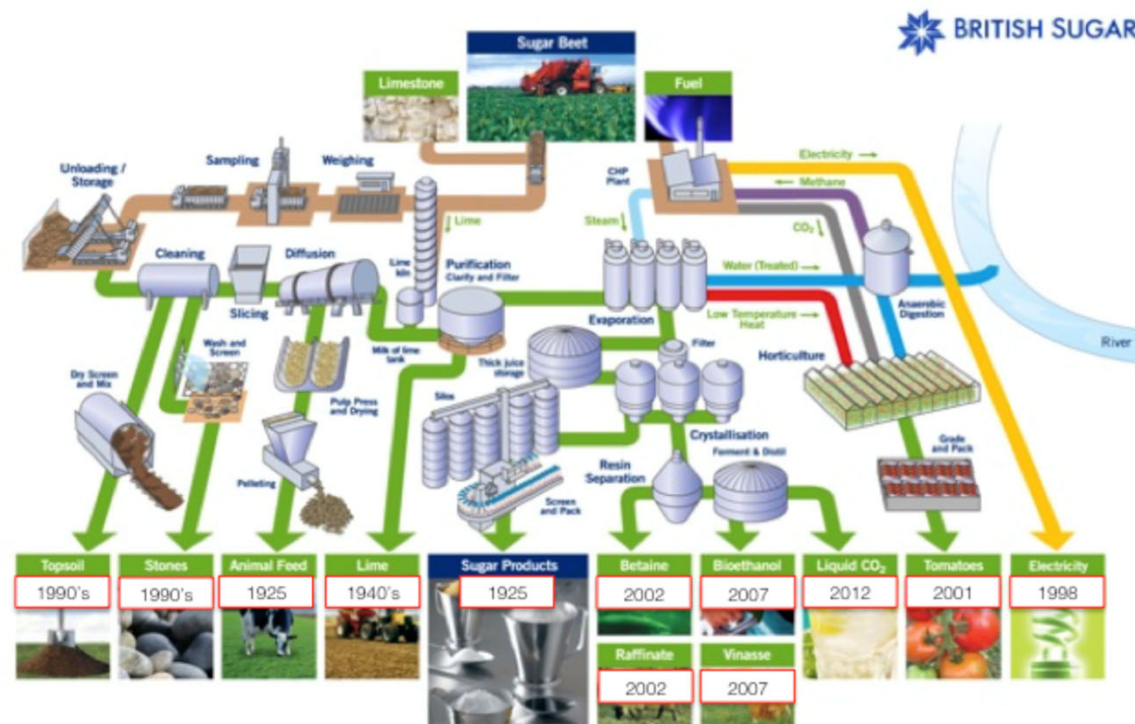 BRITISH SUGAR
Sugar Beet
Limestone
Fuel
Unloading /
Storage
Sampling
Weighing
CHP
Plant
Electricity
Methane
CO₂
Lime
Steam
Cleaning
Diffusion
Lime
kiln
Purification
Clarify and Filter
Water (Treated)
Anaerobic
Digestion
Slicing
Evaporation
Low Temperature
Heat
River
Milk of lime
tank
Thick juice
storage
Filter
Horticulture
Wash and
Screen
Dry Screen
and Mix
Pulp Press
and Drying
Silos
Crystallisation
Ferment & Distil
Grade
and Pack
Resin
Separation
Pelleting
Screen
and Pack
Topsoil
1990's
Stones
1990's
Animal Feed
1925
Lime
1940's
Sugar Products
1925
Betaine
2002
Bioethanol
2007
Liquid CO₂
2012
Tomatoes
2001
Electricity
1998
Raffinate
2002
Vinasse
2007